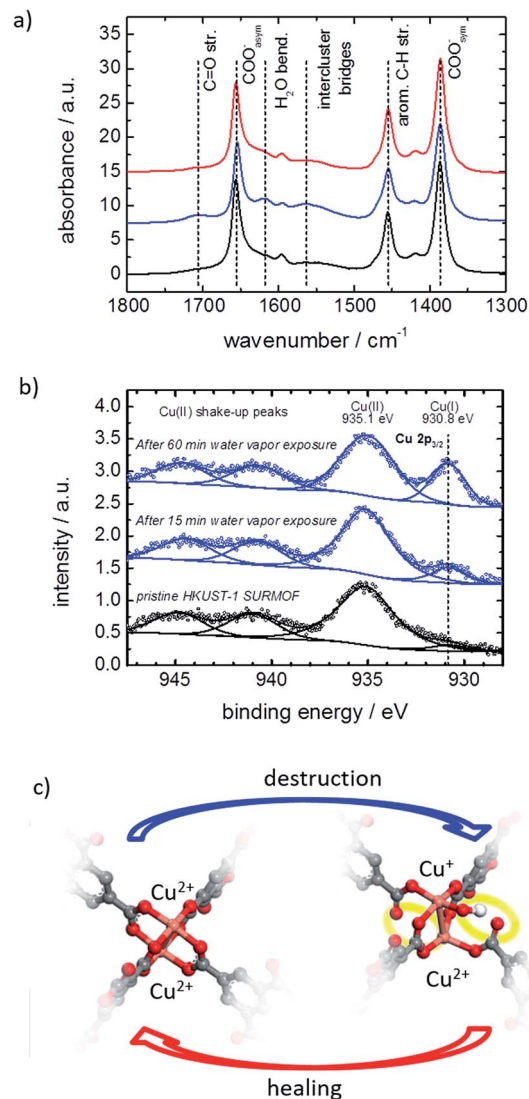 a)
C=O str.
COO⁻asym
H₂O bend.
intercluster
bridges
arom. C-H str.
COO⁻sym
absorbance / a.u.
35
30
25
20
15
10
5
0
1800 1700 1600 1500 1400 1300
wavenumber / cm⁻¹
b)
Cu(II) shake-up peaks
Cu(II)
935.1 eV
Cu(I)
930.8 eV
Cu 2p3/2
After 60 min water vapor exposure
After 15 min water vapor exposure
pristine HKUST-1 SURMOF
intensity / a.u.
4.0
3.5
3.0
2.5
2.0
1.5
1.0
0.5
0.0
945 940 935 930
binding energy / eV
c)
destruction
Cu²⁺
Cu²⁺
Cu⁺
Cu²⁺
healing